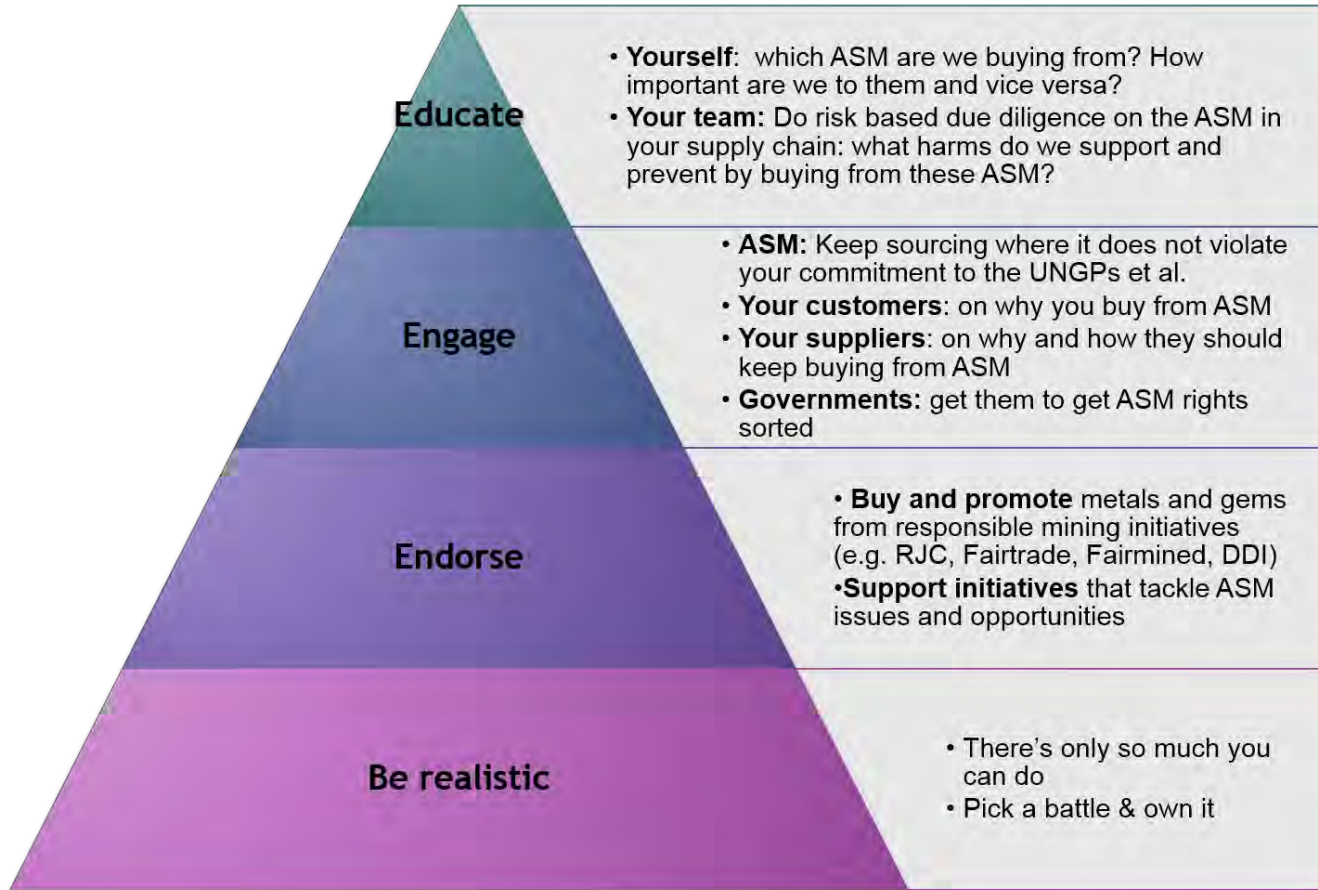 Educate
• Yourself: which ASM are we buying from? How
important are we to them and vice versa?
• Your team: Do risk based due diligence on the ASM in
your supply chain: what harms do we support and
prevent by buying from these ASM?
Engage
• ASM: Keep sourcing where it does not violate
your commitment to the UNGPs et al.
• Your customers: on why you buy from ASM
• Your suppliers: on why and how they should
keep buying from ASM
• Governments: get them to get ASM rights
sorted
Endorse
• Buy and promote metals and gems
from responsible mining initiatives
(e.g. RJC, Fairtrade, Fairmined, DDI)
•Support initiatives that tackle ASM
issues and opportunities
Be realistic
• There's only so much you
can do
• Pick a battle & own it